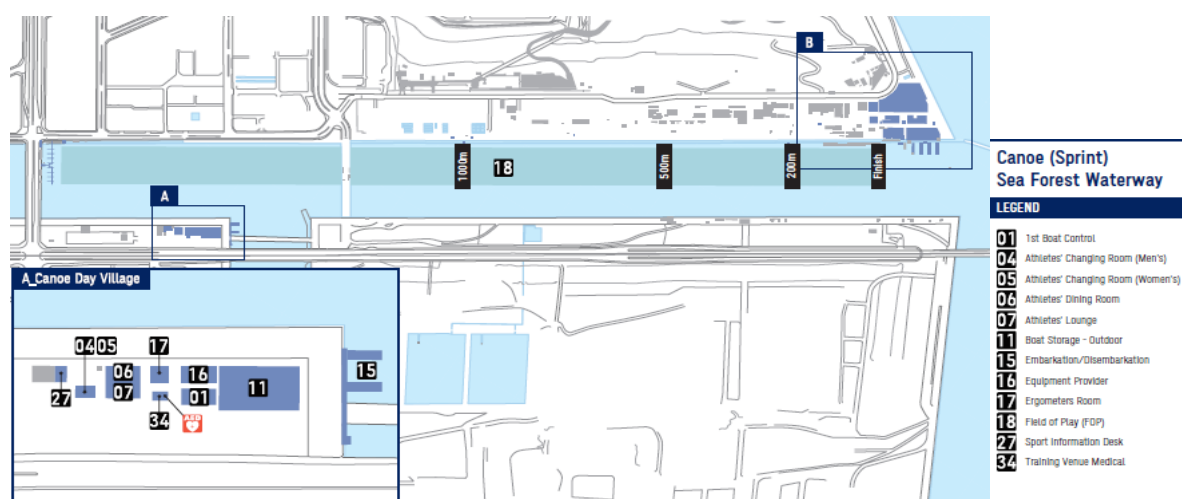 B
1000m
18
500m
200m
Finish
A
A_Canoe Day Village
04 05
17
06
16
15
07
01
11
27
34
AED
Canoe (Sprint)
Sea Forest Waterway
LEGEND
01 1st Boat Control
04 Athletes' Changing Room (Men's)
05 Athletes' Changing Room (Women's)
06 Athletes' Dining Room
07 Athletes' Lounge
11 Boat Storage - Outdoor
15 Embarkation/Disembarkation
16 Equipment Provider
17 Ergometers Room
18 Field of Play (FOP)
27 Sport Information Desk
34 Training Venue Medical